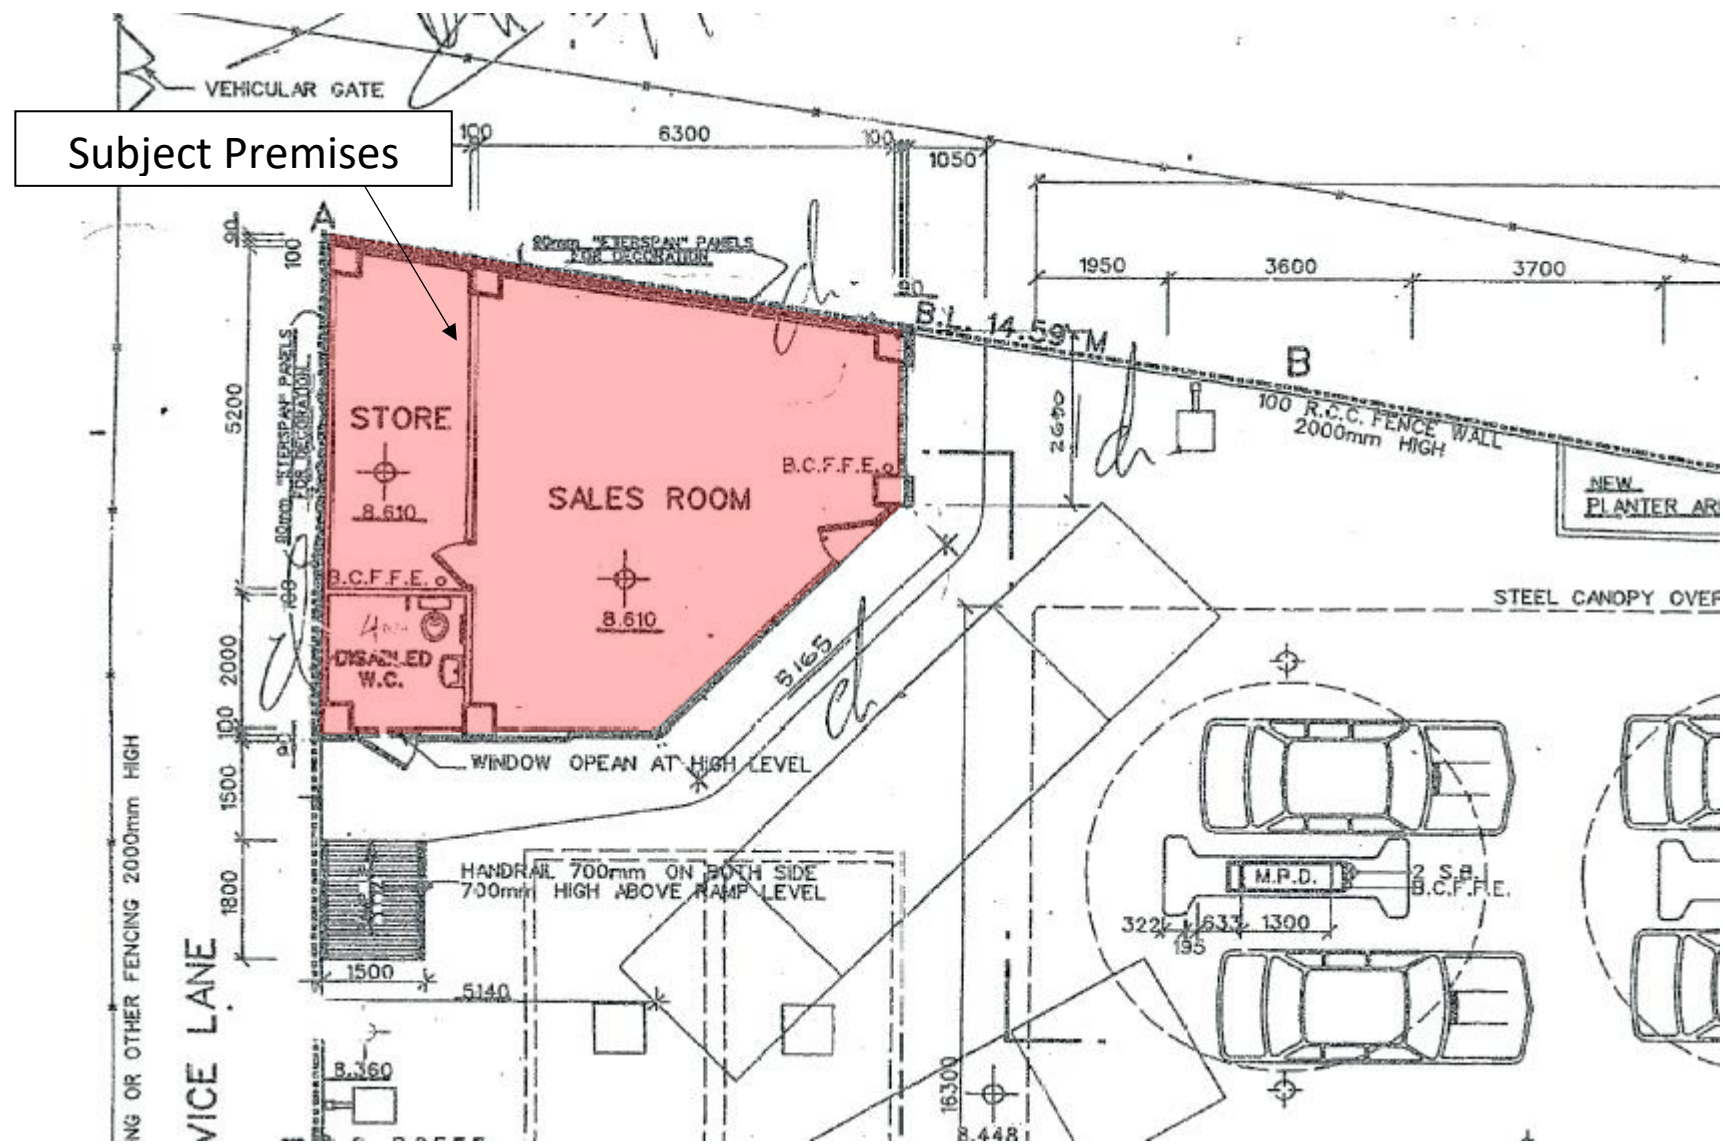 VEHICULAR GATE
Subject Premises
100
6300
100
1050
A
90
100
80mm "ETERSPAN" PANELS
FOR DECORATION
1950
3600
3700
B.L. 14.59 M
B
100 R.C.C. FENCE WALL
2000mm HIGH
80mm "ETERSPAN" PANELS
FOR DECORATION
5200
STORE
8.610
SALES ROOM
8.610
B.C.F.F.E.
2690
NEW
PLANTER AR
B.C.F.F.E.
100
STEEL CANOPY OVER
DISABLED
W.C.
2000
5165
100
WINDOW OPEAN AT HIGH LEVEL
1500
HANDRAIL 700mm ON BOTH SIDE
700mm HIGH ABOVE RAMP LEVEL
1800
M.P.D.
2 S.B.
B.C.F.F.E.
322
195
633
1300
1500
5140
NG OR OTHER FENCING 2000mm HIGH
VICE LANE
8.360
16300
8.448